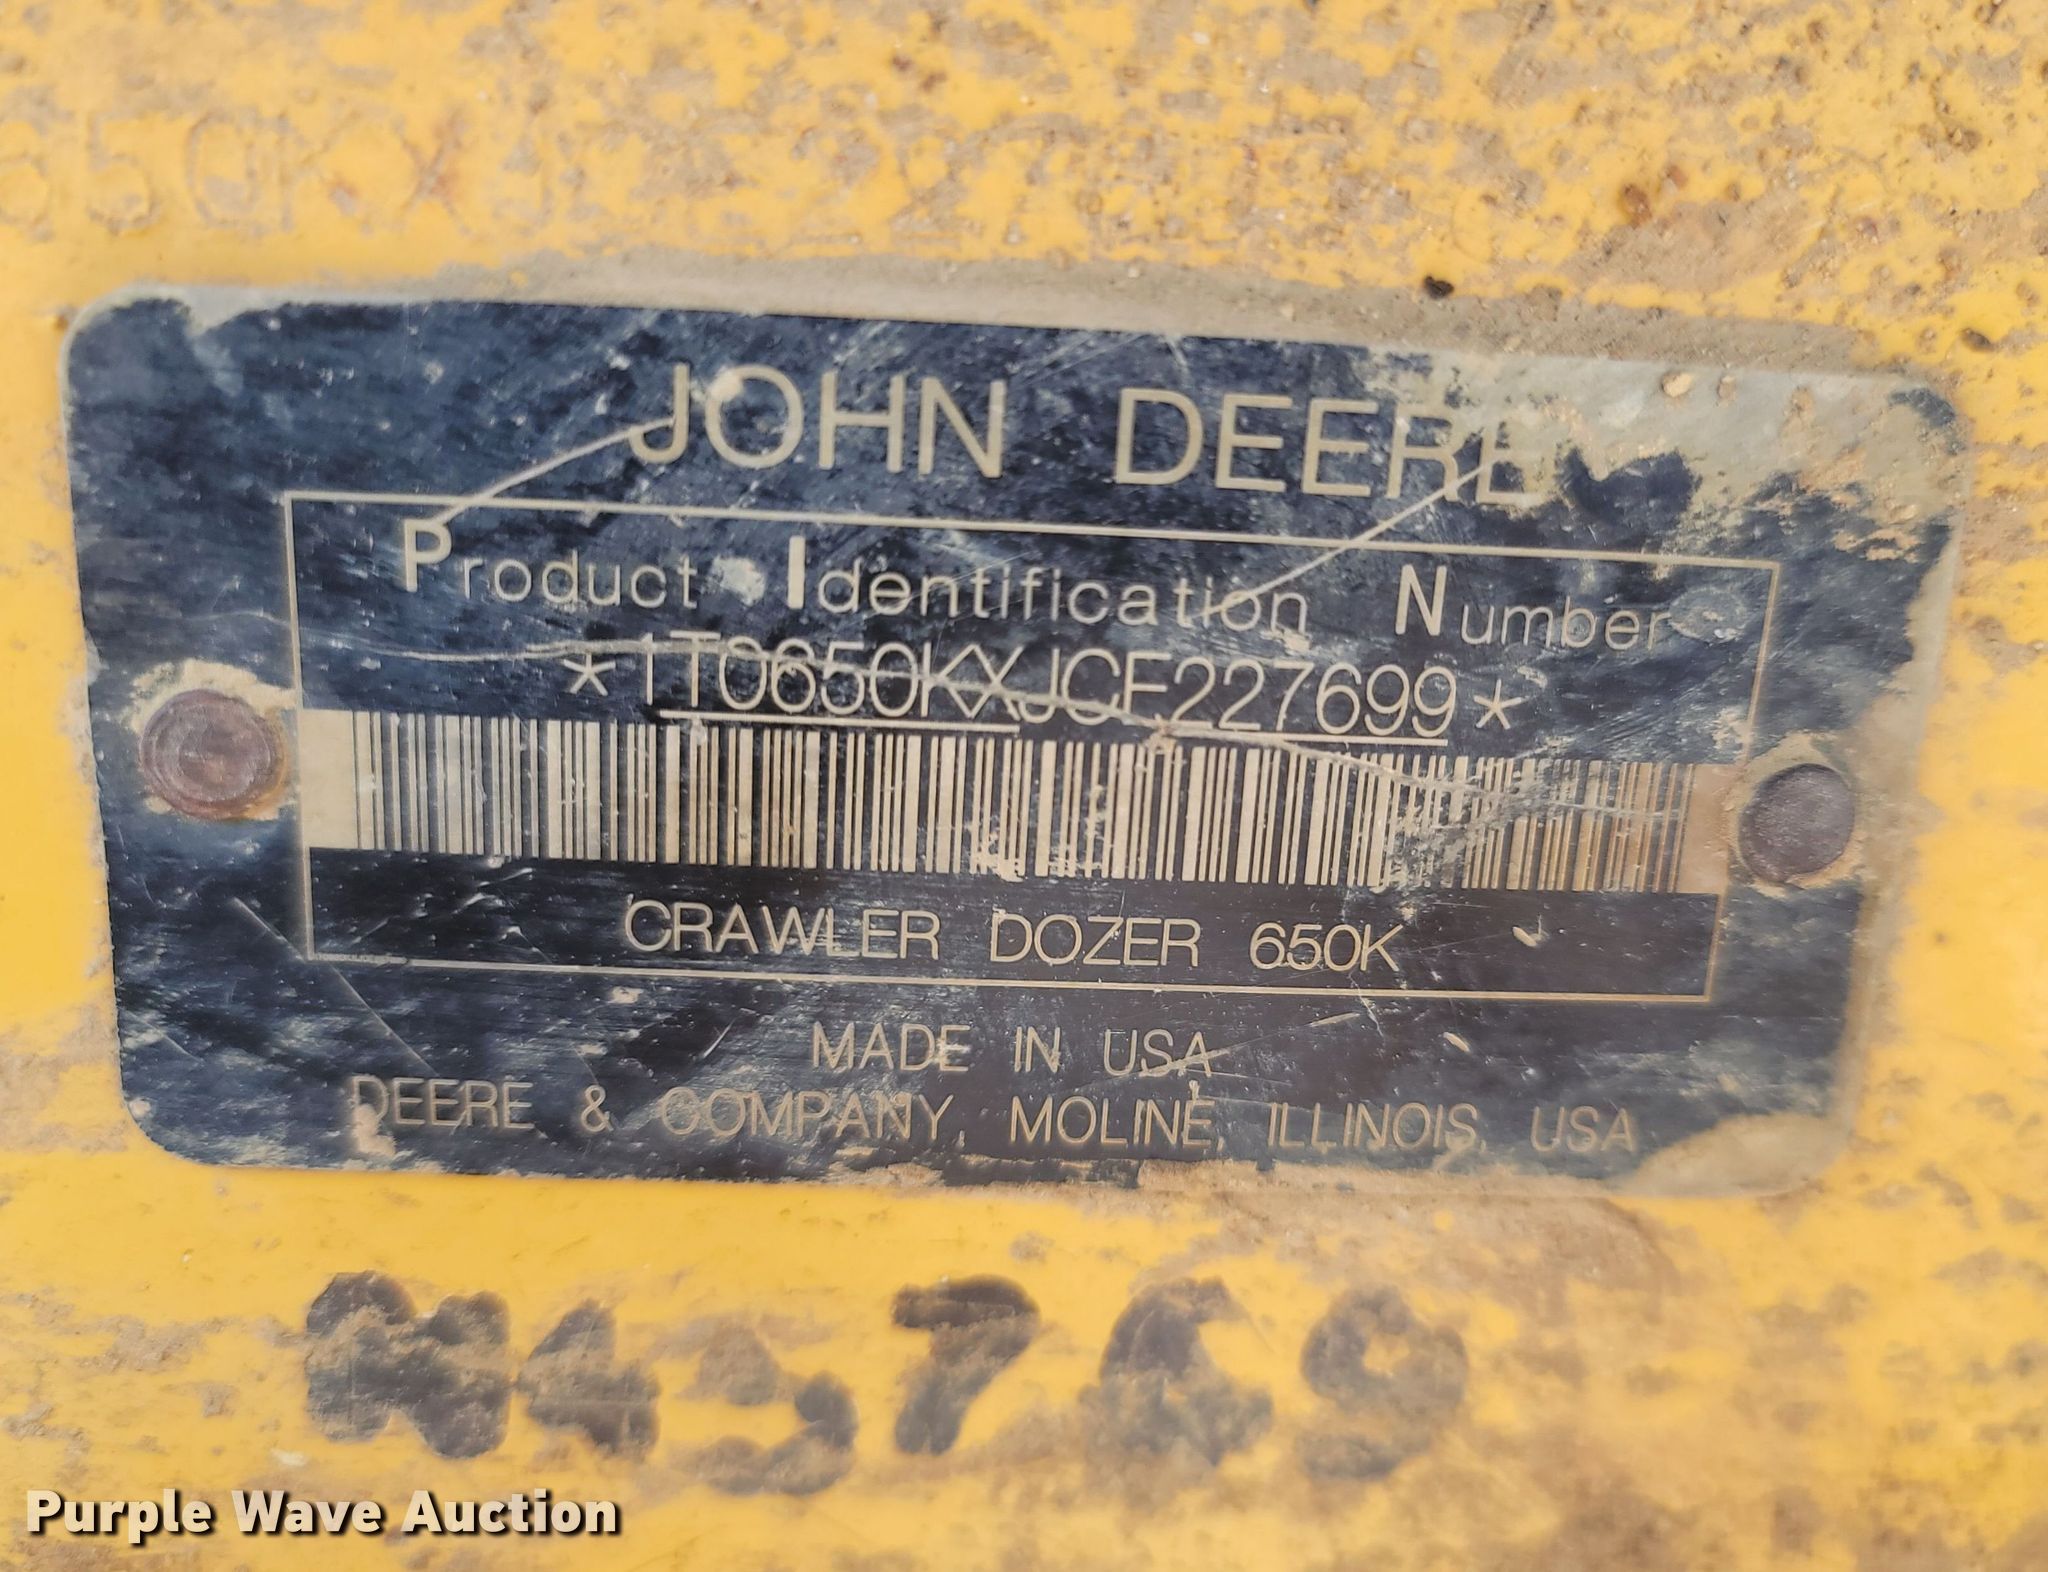 JOHN DEERE
Product Identification Number
*1T0650KXJCF227699*
CRAWLER DOZER 650K
MADE IN USA
DEERE & COMPANY, MOLINE, ILLINOIS, USA
Purple Wave Auction